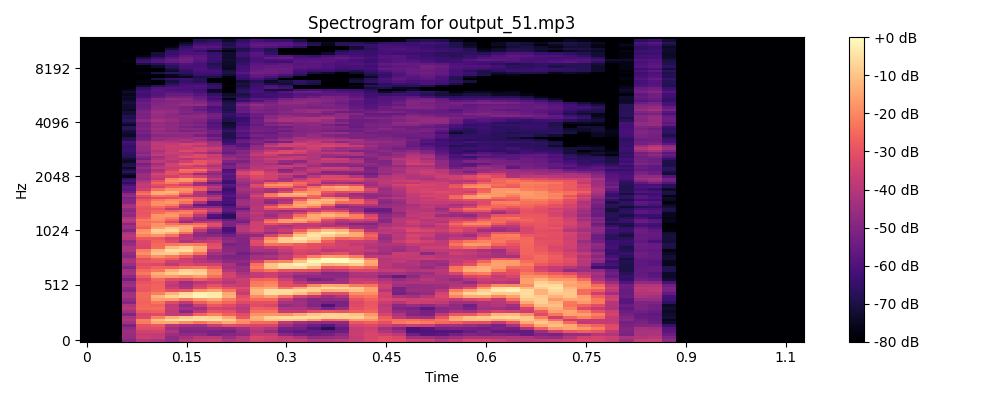 Spectrogram for output_51.mp3
Hz
8192
4096
2048
1024
512
0
0 0.15 0.3 0.45 0.6 0.75 0.9 1.1
Time
+0 dB
-10 dB
-20 dB
-30 dB
-40 dB
-50 dB
-60 dB
-70 dB
-80 dB